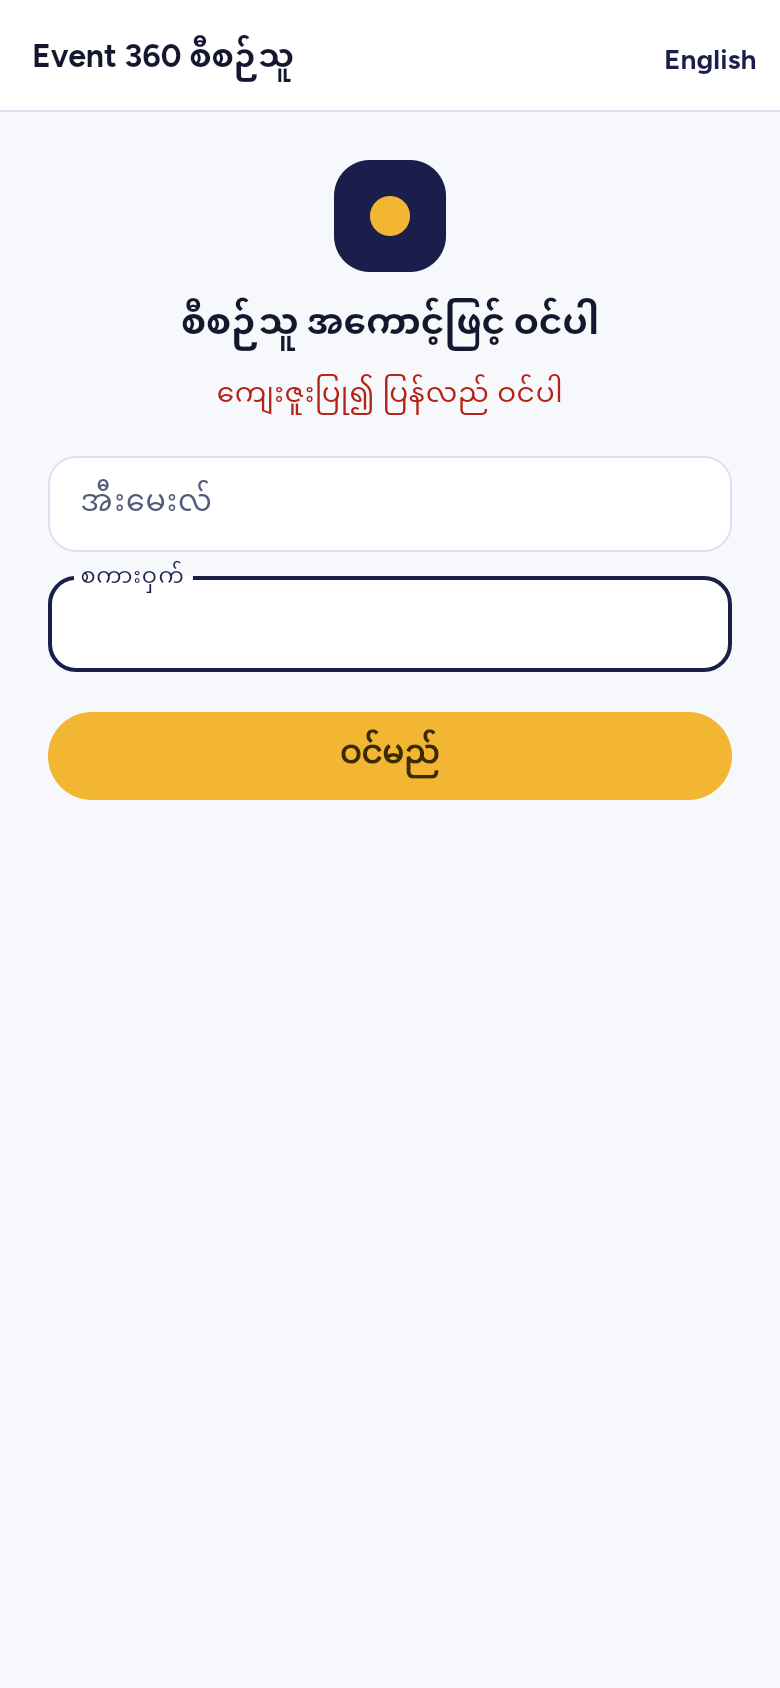 Event 360 စီစဉ်သူ
English
စီစဉ်သူ အကောင့်ဖြင့် ဝင်ပါ
ကျေးဇူးပြု၍ ပြန်လည် ဝင်ပါ
အီးမေးလ်
စကားဝှက်
ဝင်မည်